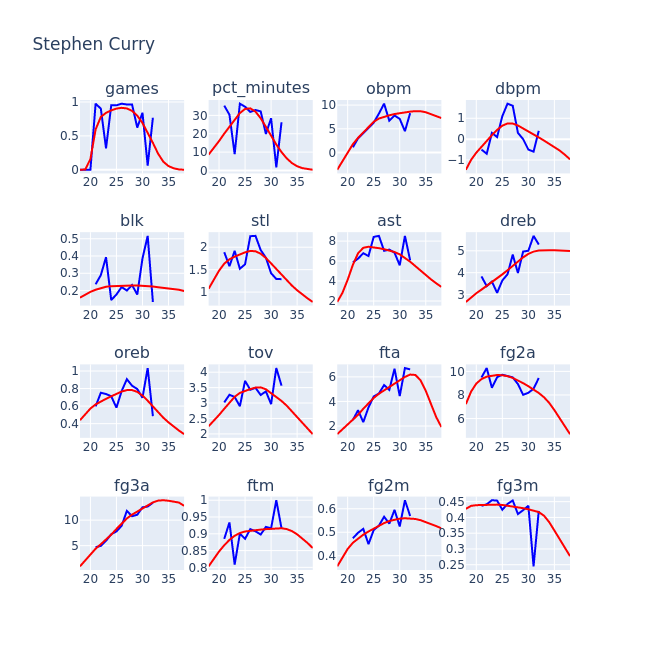 Stephen Curry
games pct_minutes obpm dbpm
1 0.5 0 20 25 30 35
30 20 10 0 20 25 30 35
10 5 0 20 25 30 35
1 0 −1 20 25 30 35
blk stl ast dreb
0.5 0.4 0.3 0.2 20 25 30 35
2 1.5 1 20 25 30 35
8 6 4 2 20 25 30 35
5 4 3 20 25 30 35
oreb tov fta fg2a
1 0.8 0.6 0.4 20 25 30 35
4 3.5 3 2.5 2 20 25 30 35
6 4 2 20 25 30 35
10 8 6 20 25 30 35
fg3a ftm fg2m fg3m
10 5 20 25 30 35
1 0.95 0.9 0.85 0.8 20 25 30 35
0.6 0.5 0.4 20 25 30 35
0.45 0.4 0.35 0.3 0.25 20 25 30 35